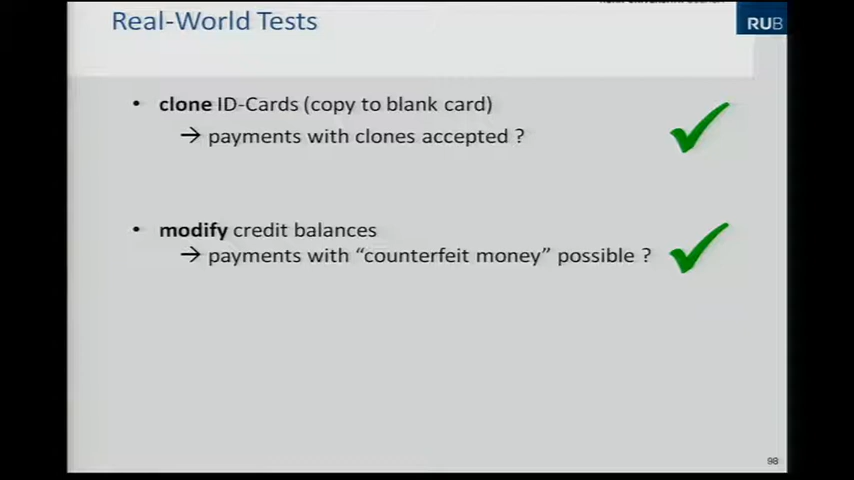 Real-World Tests
RUB
• clone ID-Cards (copy to blank card)
→ payments with clones accepted ?
• modify credit balances
→ payments with “counterfeit money” possible ?
98